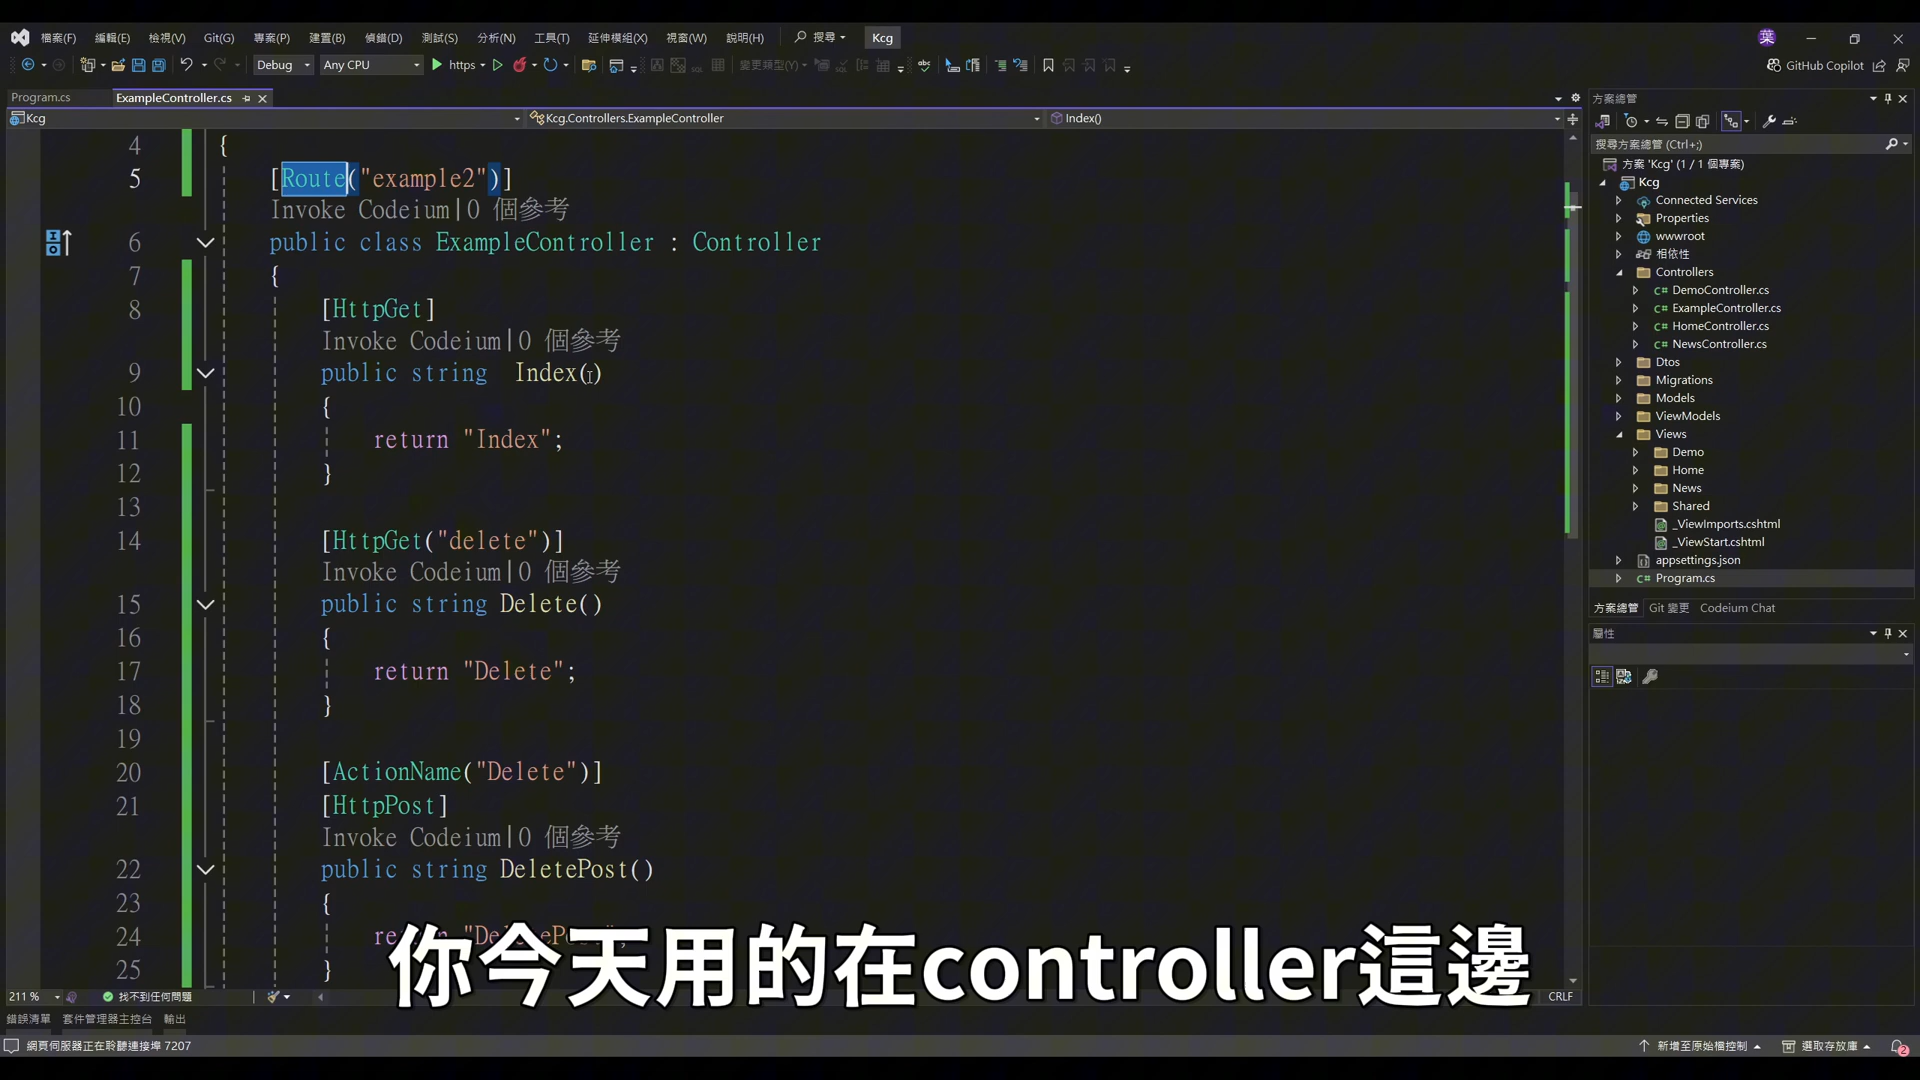 檔案(F) 編輯(E) 檢視(V) Git(G) 專案(P) 建置(B) 偵錯(D) 測試(S) 分析(N) 工具(T) 延伸模組(X) 視窗(W) 說明(H) 搜尋 Kcg 葉
Debug Any CPU https 變更類型(Y) GitHub Copilot
Program.cs ExampleController.cs
Kcg Kcg.Controllers.ExampleController Index()
4 {
5 [Route("example2")]
Invoke Codeium|0 個參考
6 public class ExampleController : Controller
7 {
8 [HttpGet]
Invoke Codeium|0 個參考
9 public string Index()
10 {
11 return "Index";
12 }
13
14 [HttpGet("delete")]
Invoke Codeium|0 個參考
15 public string Delete()
16 {
17 return "Delete";
18 }
19
20 [ActionName("Delete")]
21 [HttpPost]
Invoke Codeium|0 個參考
22 public string DeletePost()
23 {
24 return "DeletePost";
25 }
你今天用的在controller這邊
211 % 找不到任何問題 CRLF
錯誤清單 套件管理器主控台 輸出
網頁伺服器正在聆聽連接埠 7207 新增至原始檔控制 選取存放庫 2
方案總管
搜尋方案總管 (Ctrl+;)
方案 'Kcg' (1 / 1 個專案)
Kcg
Connected Services
Properties
wwwroot
相依性
Controllers
C# DemoController.cs
C# ExampleController.cs
C# HomeController.cs
C# NewsController.cs
Dtos
Migrations
Models
ViewModels
Views
Demo
Home
News
Shared
_ViewImports.cshtml
_ViewStart.cshtml
appsettings.json
C# Program.cs
方案總管 Git 變更 Codeium Chat
屬性